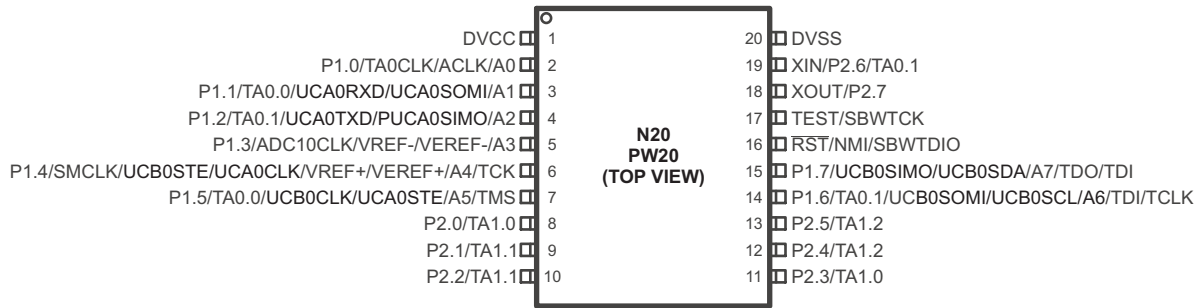 DVCC 1 20 DVSS
P1.0/TA0CLK/ACLK/A0 2 19 XIN/P2.6/TA0.1
P1.1/TA0.0/UCA0RXD/UCA0SOMI/A1 3 18 XOUT/P2.7
P1.2/TA0.1/UCA0TXD/PUCA0SIMO/A2 4 17 TEST/SBWTCK
P1.3/ADC10CLK/VREF-/VEREF-/A3 5 16 RST/NMI/SBWTDIO
P1.4/SMCLK/UCB0STE/UCA0CLK/VREF+/VEREF+/A4/TCK 6 15 P1.7/UCB0SIMO/UCB0SDA/A7/TDO/TDI
P1.5/TA0.0/UCB0CLK/UCA0STE/A5/TMS 7 14 P1.6/TA0.1/UCB0SOMI/UCB0SCL/A6/TDI/TCLK
P2.0/TA1.0 8 13 P2.5/TA1.2
P2.1/TA1.1 9 12 P2.4/TA1.2
P2.2/TA1.1 10 11 P2.3/TA1.0
N20
PW20
(TOP VIEW)